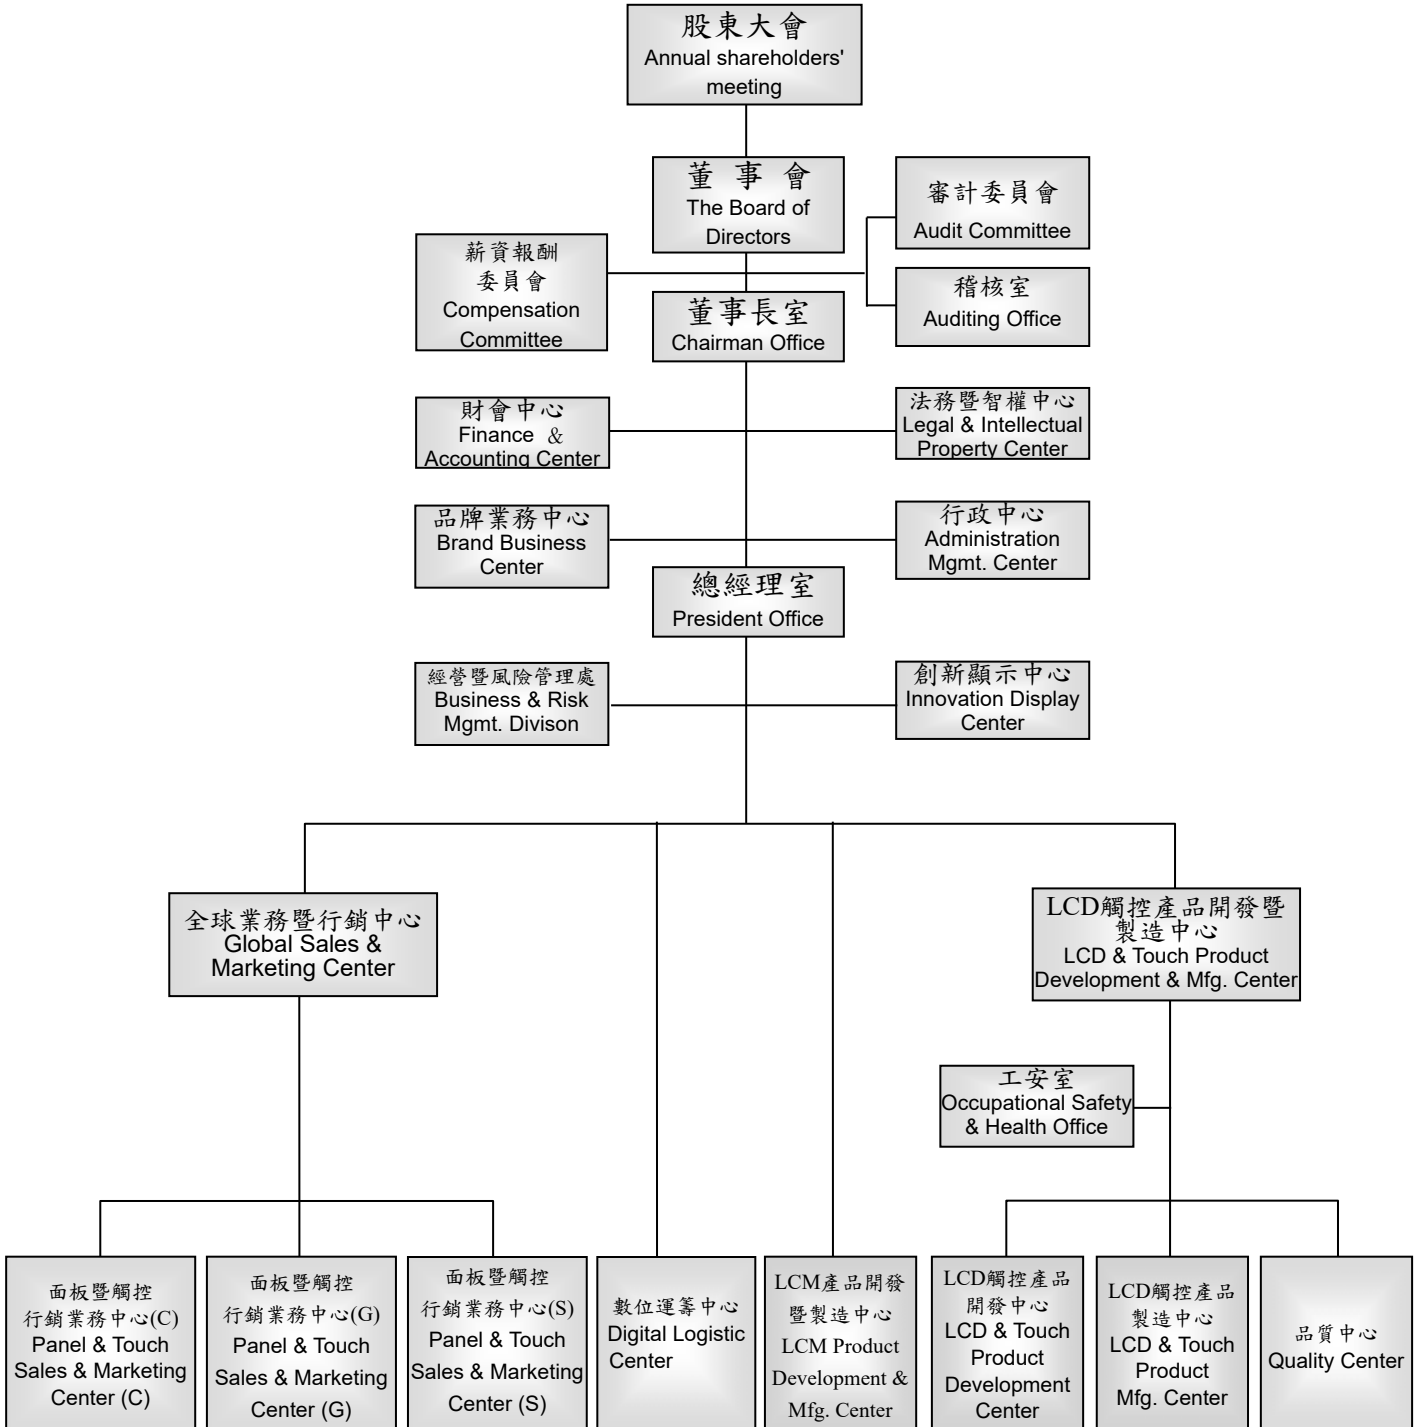 股東大會
Annual shareholders'
meeting
董 事 會
The Board of
Directors
審計委員會
Audit Committee
薪資報酬
委員會
Compensation
Committee
稽核室
Auditing Office
董事長室
Chairman Office
財會中心
Finance &
Accounting Center
法務暨智權中心
Legal & Intellectual
Property Center
品牌業務中心
Brand Business
Center
行政中心
Administration
Mgmt. Center
總經理室
President Office
經營暨風險管理處
Business & Risk
Mgmt. Divison
創新顯示中心
Innovation Display
Center
全球業務暨行銷中心
Global Sales &
Marketing Center
LCD觸控產品開發暨
製造中心
LCD & Touch Product
Development & Mfg. Center
工安室
Occupational Safety
& Health Office
面板暨觸控
行銷業務中心(C)
Panel & Touch
Sales & Marketing
Center (C)
面板暨觸控
行銷業務中心(G)
Panel & Touch
Sales & Marketing
Center (G)
面板暨觸控
行銷業務中心(S)
Panel & Touch
Sales & Marketing
Center (S)
數位運籌中心
Digital Logistic
Center
LCM產品開發
暨製造中心
LCM Product
Development &
Mfg. Center
LCD觸控產品
開發中心
LCD & Touch
Product
Development
Center
LCD觸控產品
製造中心
LCD & Touch
Product
Mfg. Center
品質中心
Quality Center